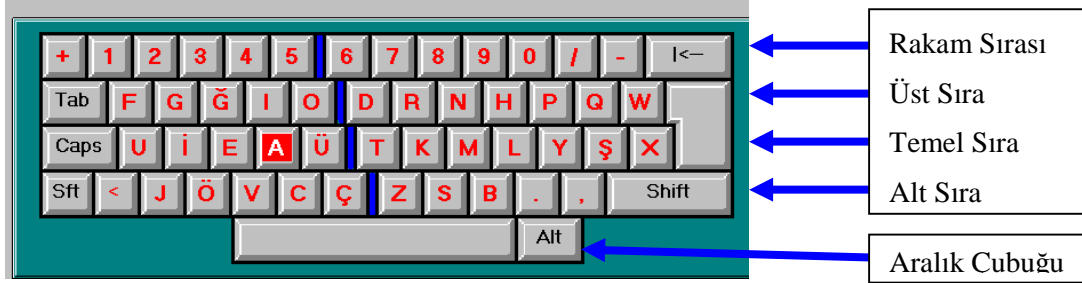 + 1 2 3 4 5 6 7 8 9 0 / - |<–
Rakam Sırası
Tab F G Ğ I O D R N H P Q W
Üst Sıra
Caps U İ E A Ü T K M L Y Ş X
Temel Sıra
Sft < J Ö V C Ç Z S B . , Shift
Alt Sıra
Alt
Aralık Çubuğu